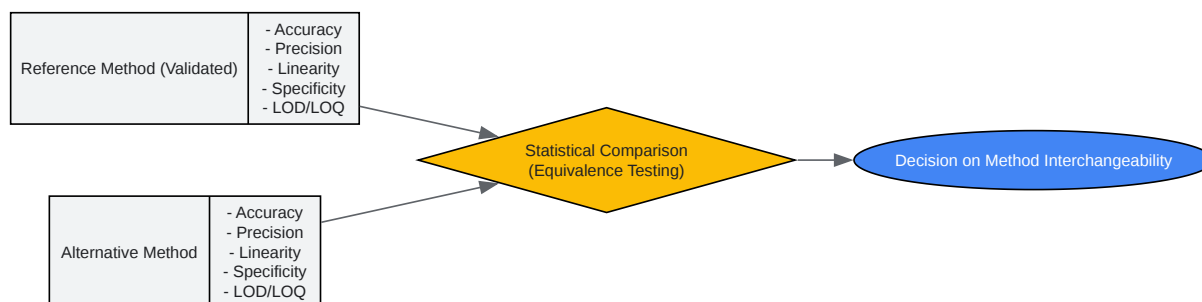 Reference Method (Validated)
- Accuracy
- Precision
- Linearity
- Specificity
- LOD/LOQ
Alternative Method
- Accuracy
- Precision
- Linearity
- Specificity
- LOD/LOQ
Statistical Comparison
(Equivalence Testing)
Decision on Method Interchangeability